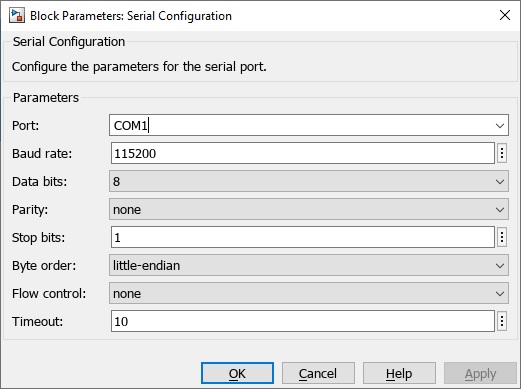 Block Parameters: Serial Configuration
Serial Configuration
Configure the parameters for the serial port.
Parameters
Port: COM1
Baud rate: 115200
Data bits: 8
Parity: none
Stop bits: 1
Byte order: little-endian
Flow control: none
Timeout: 10
OK Cancel Help Apply